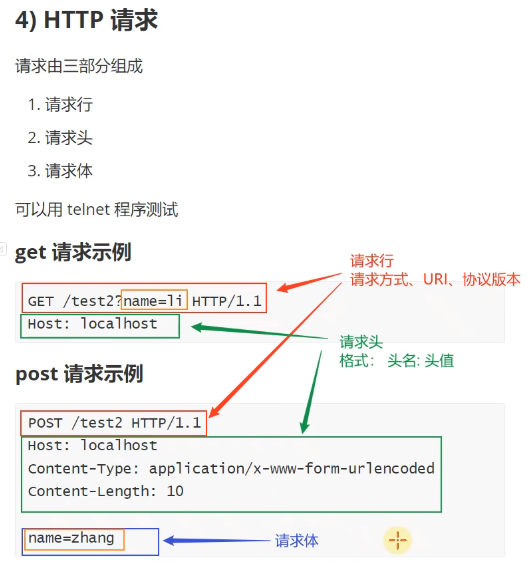 4) HTTP 请求
请求由三部分组成
1. 请求行
2. 请求头
3. 请求体
可以用 telnet 程序测试
get 请求示例
请求行
请求方式、URI、协议版本
GET /test2?name=li HTTP/1.1
Host: localhost
请求头
格式： 头名: 头值
post 请求示例
POST /test2 HTTP/1.1
Host: localhost
Content-Type: application/x-www-form-urlencoded
Content-Length: 10
name=zhang
请求体